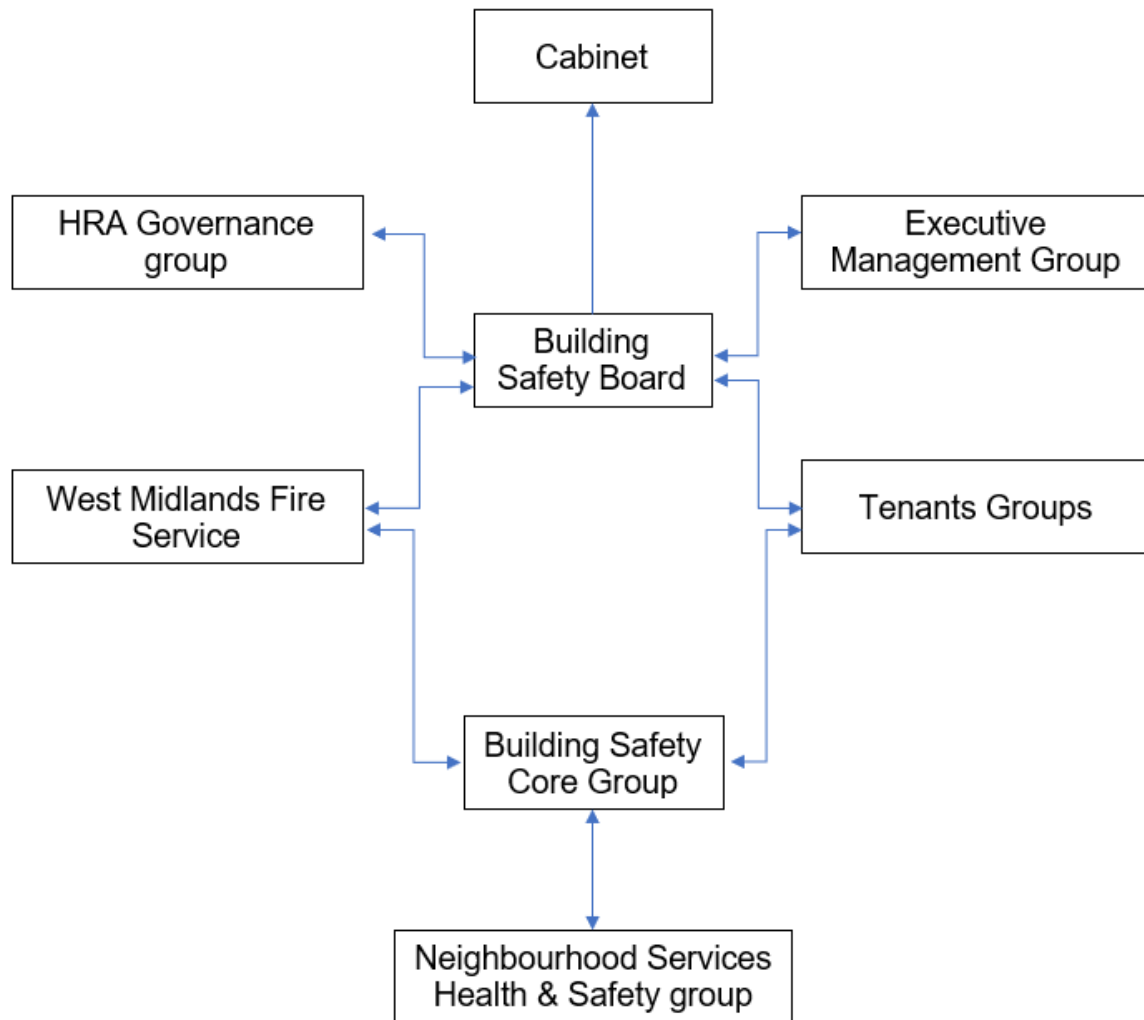 Cabinet
HRA Governance
group
Executive
Management Group
Building
Safety Board
West Midlands Fire
Service
Tenants Groups
Building Safety
Core Group
Neighbourhood Services
Health & Safety group